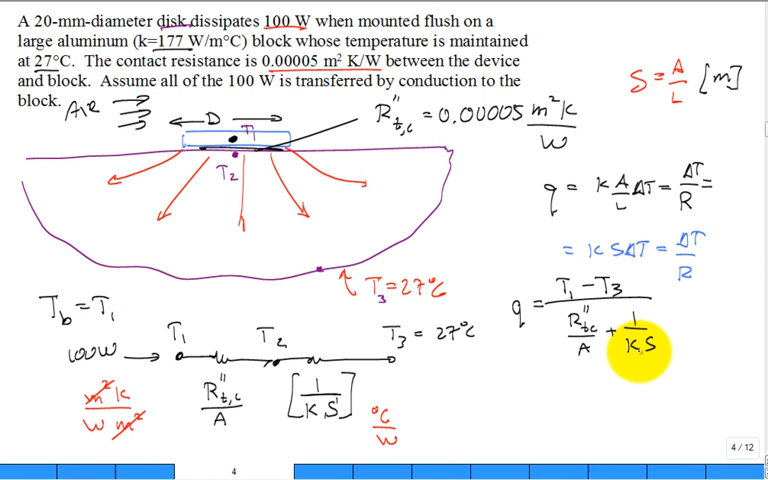 A 20-mm-diameter disk dissipates 100 W when mounted flush on a
large aluminum (k=177 W/m°C) block whose temperature is maintained
at 27°C.  The contact resistance is 0.00005 m² K/W between the device
and block.  Assume all of the 100 W is transferred by conduction to the
block.
S = A/L [m]
AIR
D
T₁
R″t,c = 0.00005 m²K/W
T₂
q = K A/L ΔT = ΔT/R =
= K S ΔT = ΔT/R
T₃ = 27°C
q = (T₁ - T₃)/(R″tc/A + 1/KS)
T_b = T₁
T₁ T₂ T₃ = 27°C
100W
m²K/W m² R″t,c/A [1/KS] °C/W
4/12
4